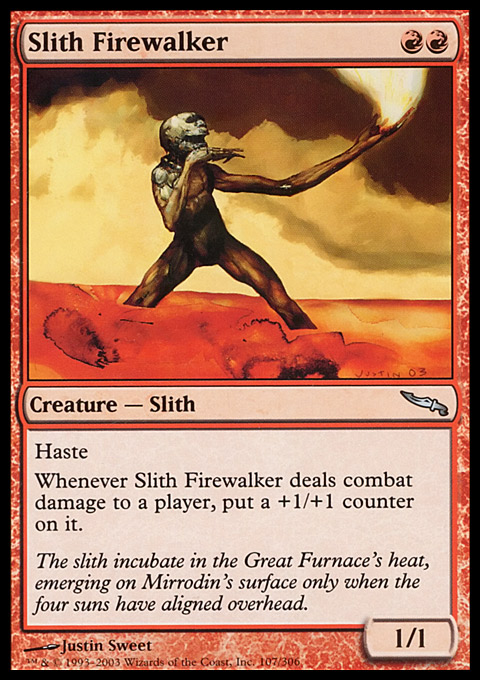 Slith Firewalker
JUSTIN 03
Creature — Slith
Haste
Whenever Slith Firewalker deals combat
damage to a player, put a +1/+1 counter
on it.
The slith incubate in the Great Furnace's heat,
emerging on Mirrodin's surface only when the
four suns have aligned overhead.
Justin Sweet
1/1
™ & © 1993–2003 Wizards of the Coast, Inc. 107/306